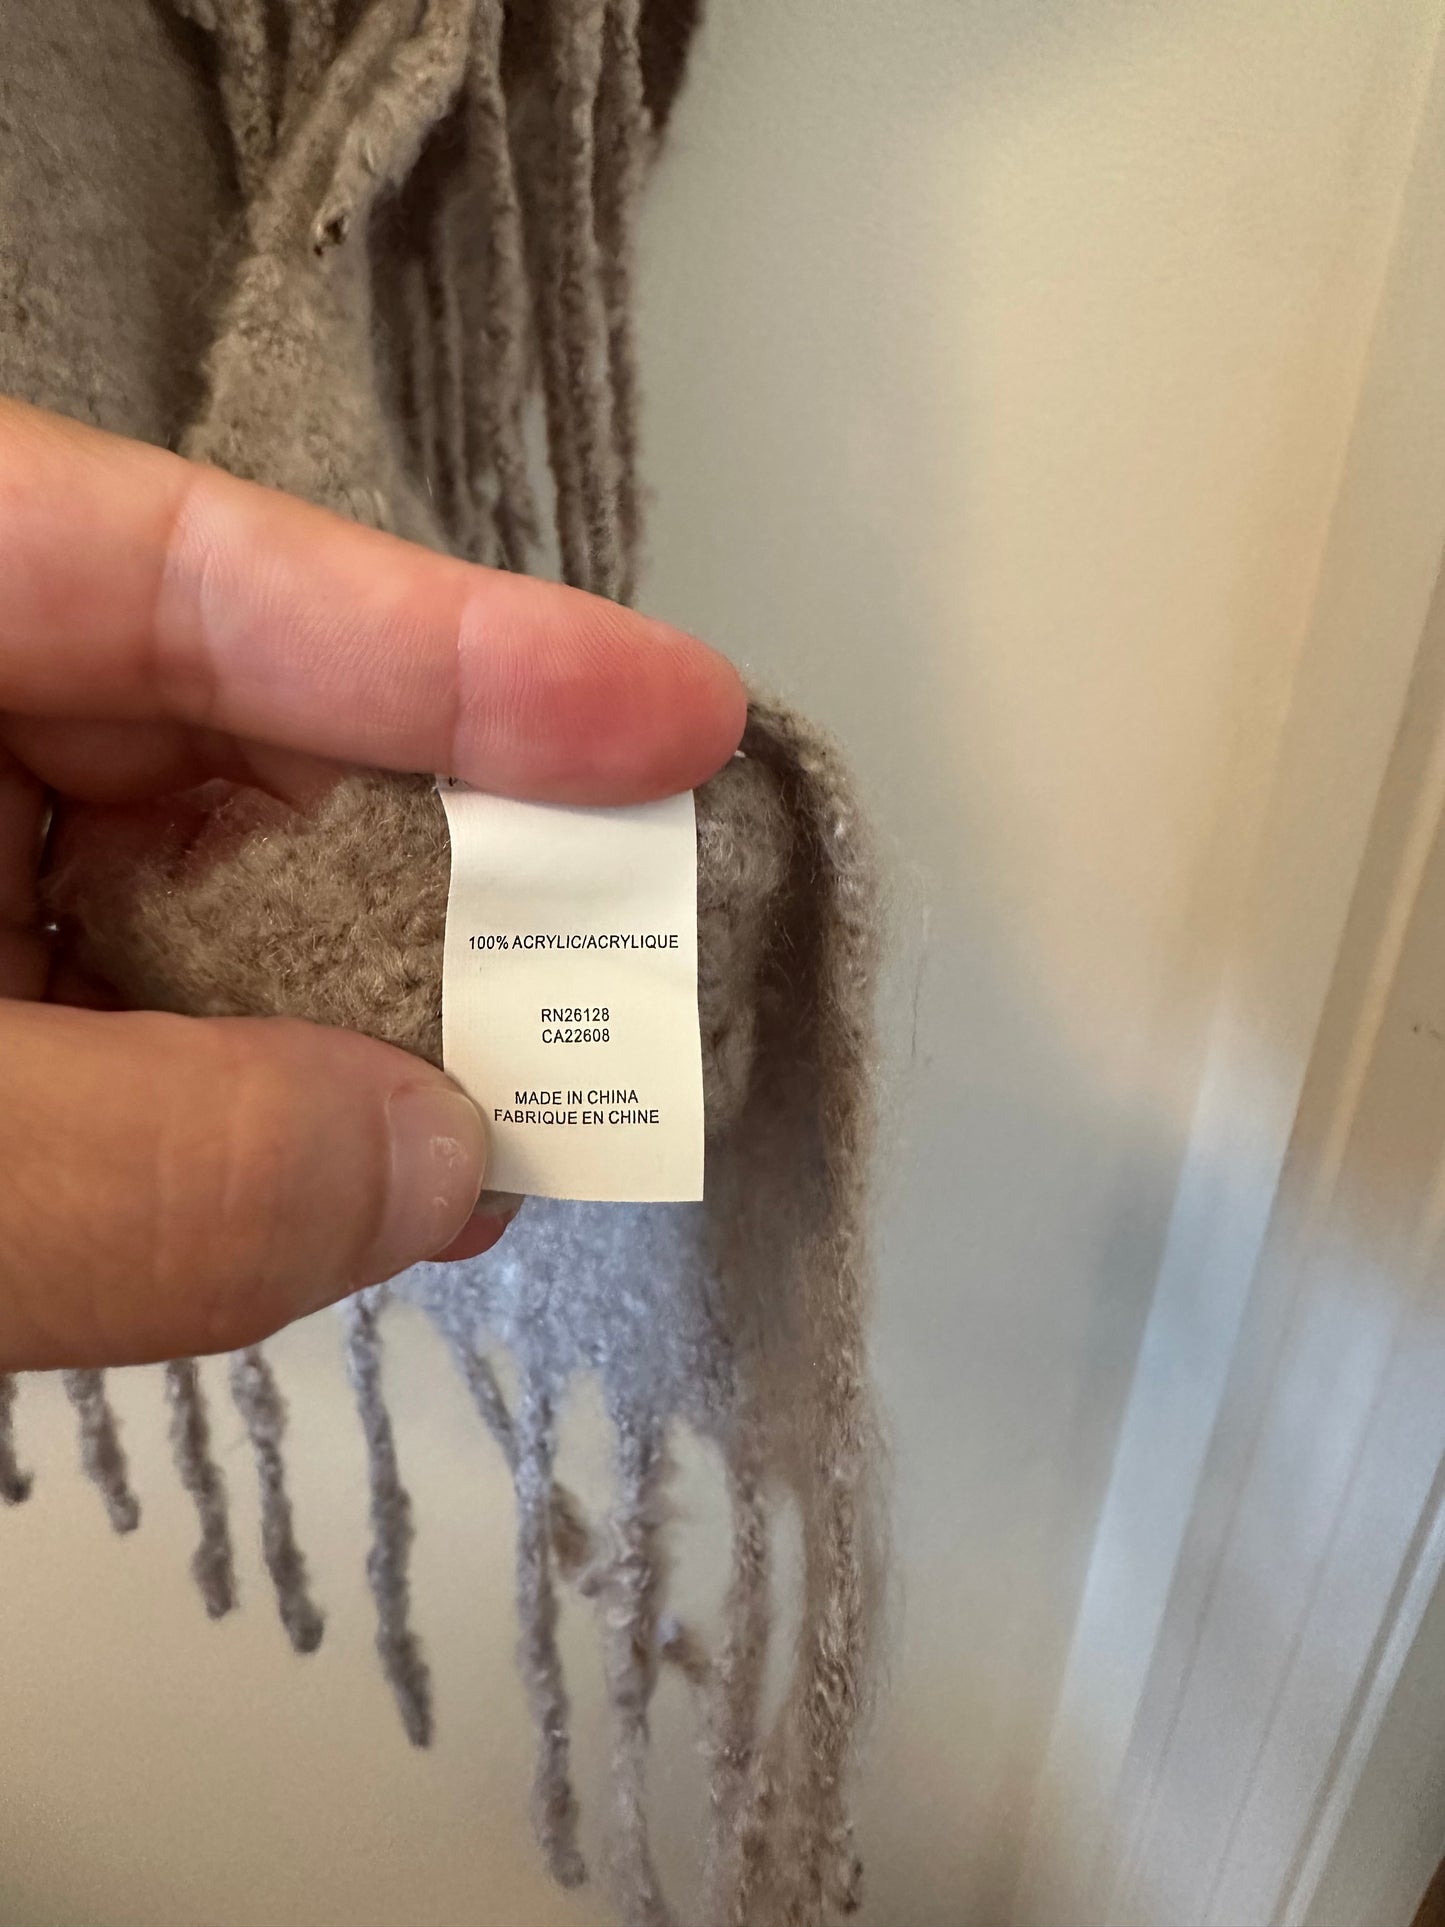 100% ACRYLIC/ACRYLIQUE
RN26128
CA22608
MADE IN CHINA
FABRIQUE EN CHINE